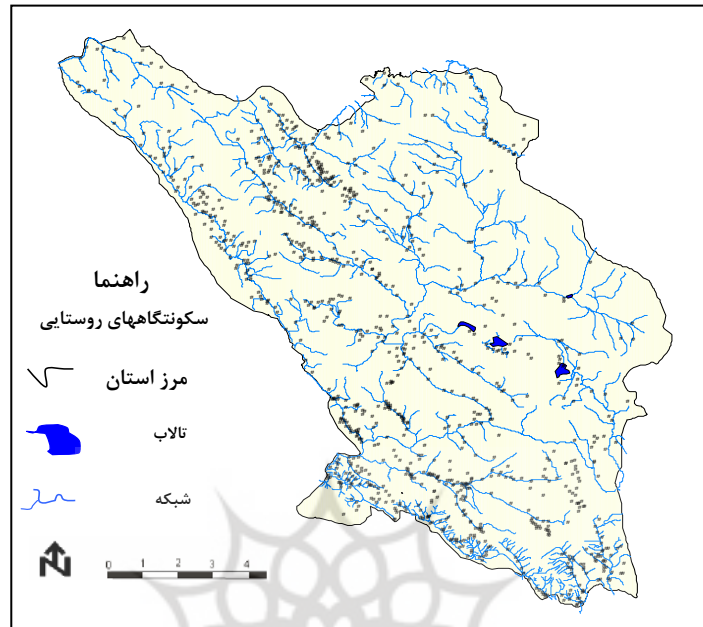 راهنما
سکونتگاههای روستایی
مرز استان
تالاب
شبکه
0 1 2 3 4